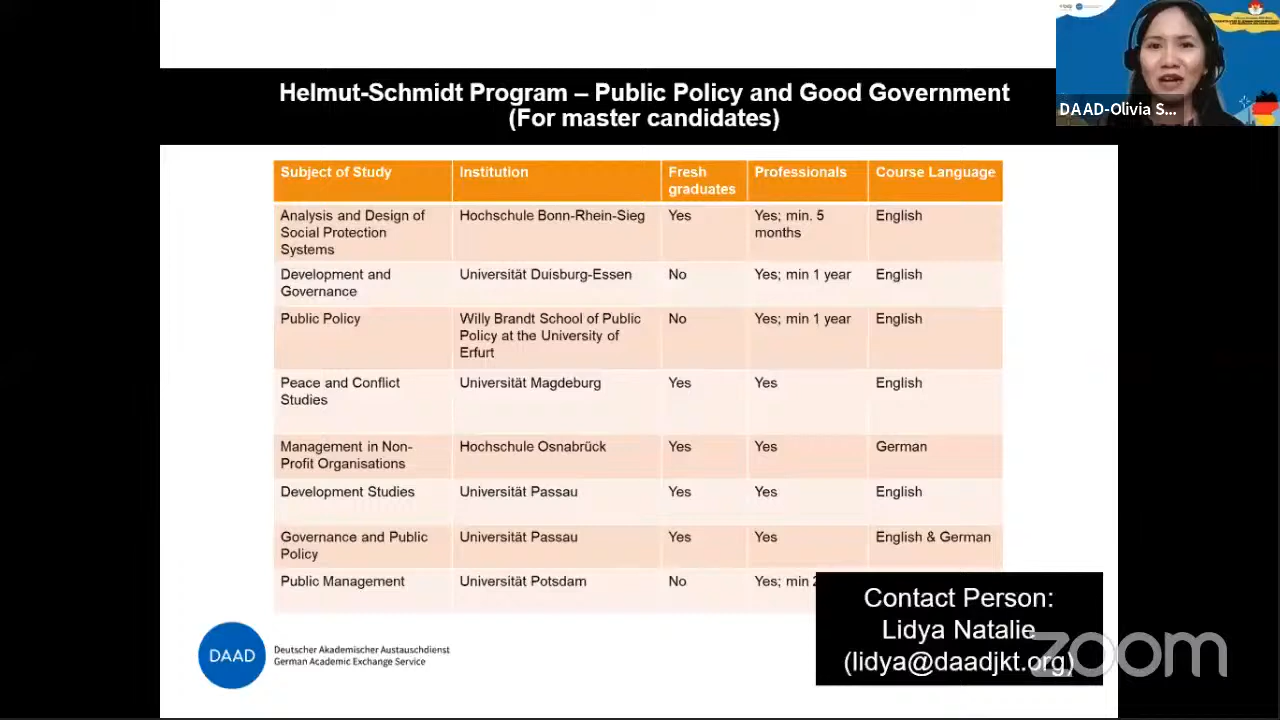 Helmut-Schmidt Program – Public Policy and Good Government
(For master candidates)
DAAD-Olivia S...
Subject of Study
Institution
Fresh
graduates
Professionals
Course Language
Analysis and Design of
Social Protection
Systems
Hochschule Bonn-Rhein-Sieg
Yes
Yes; min. 5
months
English
Development and
Governance
Universität Duisburg-Essen
No
Yes; min 1 year
English
Public Policy
Willy Brandt School of Public
Policy at the University of
Erfurt
No
Yes; min 1 year
English
Peace and Conflict
Studies
Universität Magdeburg
Yes
Yes
English
Management in Non-
Profit Organisations
Hochschule Osnabrück
Yes
Yes
German
Development Studies
Universität Passau
Yes
Yes
English
Governance and Public
Policy
Universität Passau
Yes
Yes
English & German
Public Management
Universität Potsdam
No
Yes; min
Contact Person:
Lidya Natalie
(lidya@daadjkt.org)
zoom
DAAD
Deutscher Akademischer Austauschdienst
German Academic Exchange Service